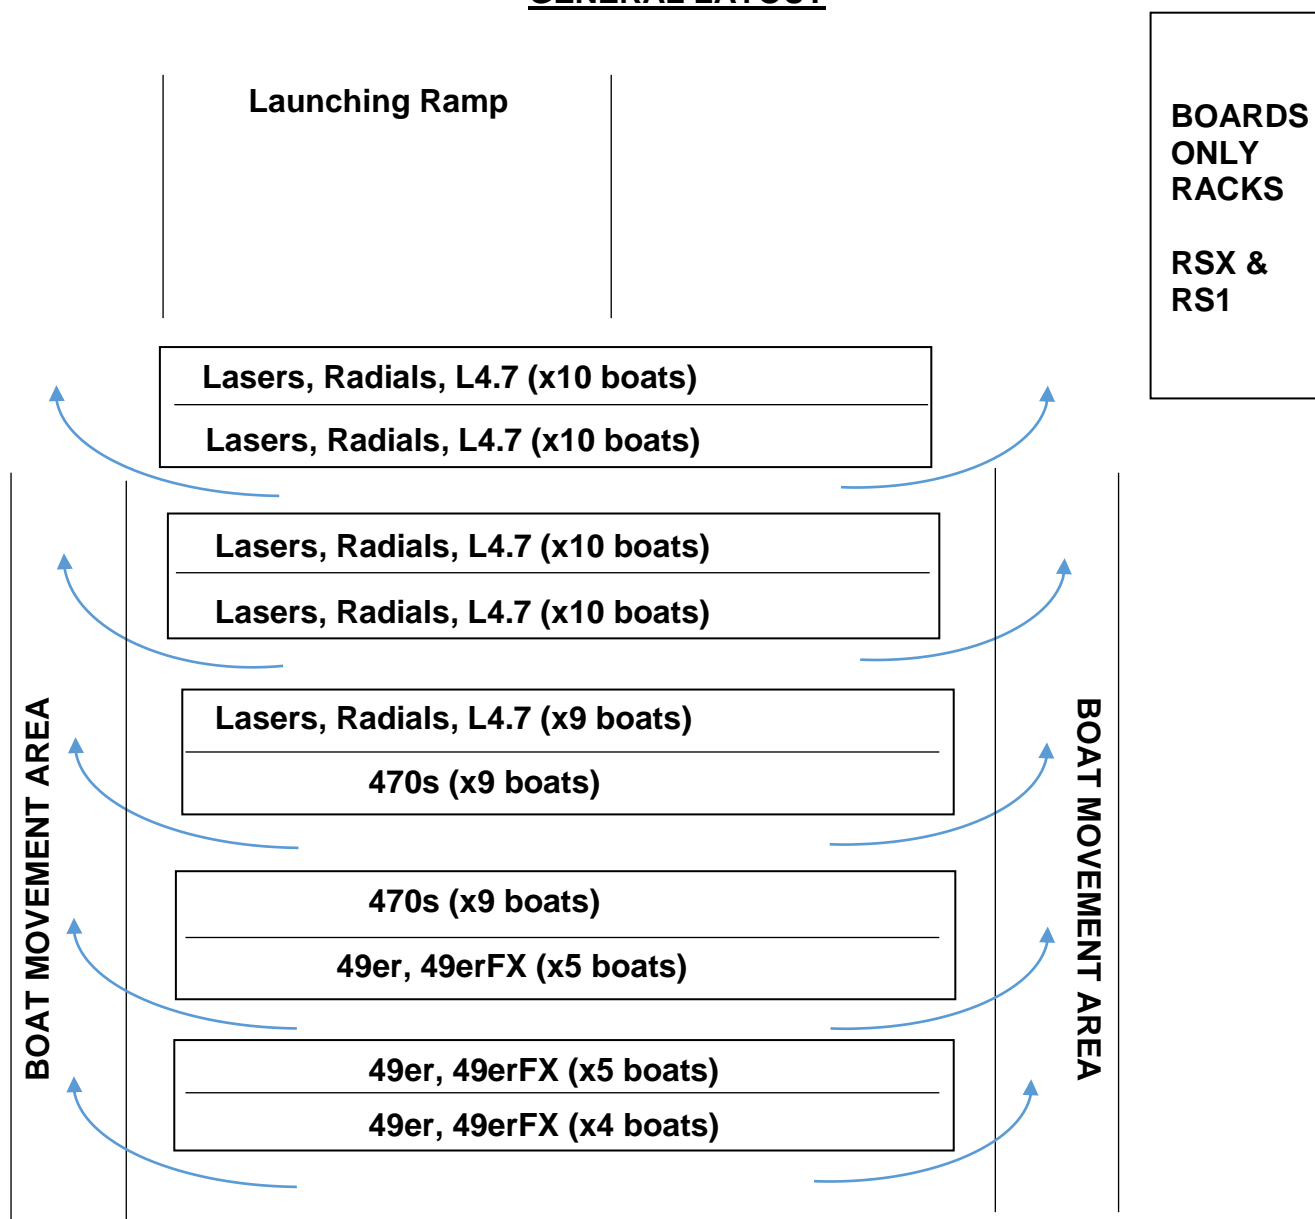 GENERAL LAYOUT
Launching Ramp
BOARDS
ONLY
RACKS
RSX &
RS1
Lasers, Radials, L4.7 (x10 boats)
Lasers, Radials, L4.7 (x10 boats)
Lasers, Radials, L4.7 (x10 boats)
Lasers, Radials, L4.7 (x10 boats)
Lasers, Radials, L4.7 (x9 boats)
470s (x9 boats)
470s (x9 boats)
49er, 49erFX (x5 boats)
49er, 49erFX (x5 boats)
49er, 49erFX (x4 boats)
BOAT MOVEMENT AREA
BOAT MOVEMENT AREA